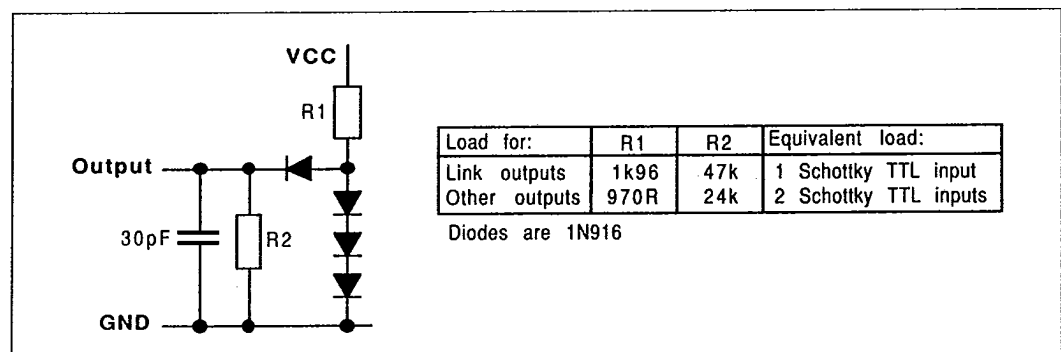 VCC
R1
Output
30pF
R2
GND
Load for: R1 R2 Equivalent load:
Link outputs 1k96 47k 1 Schottky TTL input
Other outputs 970R 24k 2 Schottky TTL inputs
Diodes are 1N916